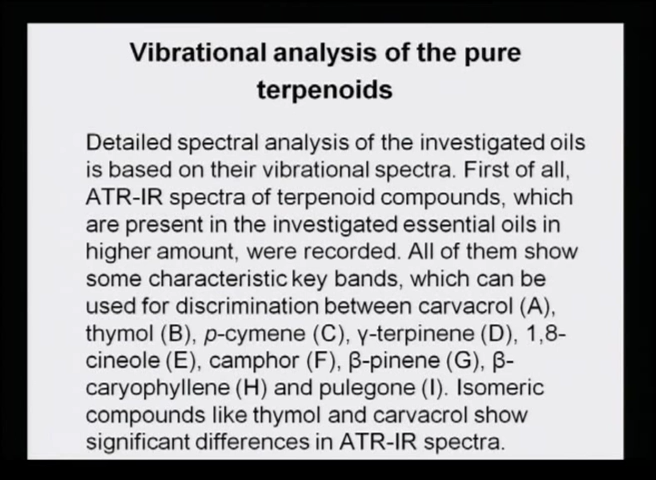 Vibrational analysis of the pure
terpenoids
Detailed spectral analysis of the investigated oils
is based on their vibrational spectra. First of all,
ATR-IR spectra of terpenoid compounds, which
are present in the investigated essential oils in
higher amount, were recorded. All of them show
some characteristic key bands, which can be
used for discrimination between carvacrol (A),
thymol (B), p-cymene (C), γ-terpinene (D), 1,8-
cineole (E), camphor (F), β-pinene (G), β-
caryophyllene (H) and pulegone (I). Isomeric
compounds like thymol and carvacrol show
significant differences in ATR-IR spectra.